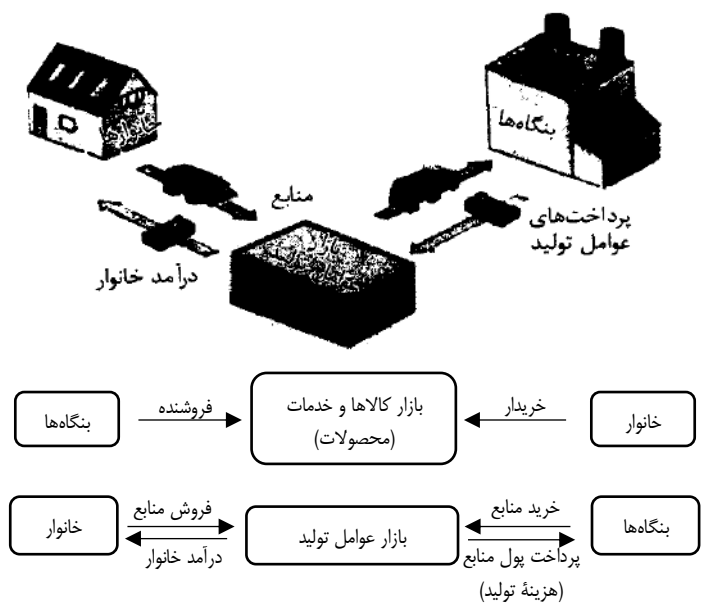 بنگاه‌ها
منابع
پرداخت‌های
عوامل تولید
درآمد خانوار
خانوار
خریدار
بازار کالاها و خدمات
(محصولات)
فروشنده
بنگاه‌ها
بنگاه‌ها
خرید منابع
پرداخت پول منابع
(هزینهٔ تولید)
بازار عوامل تولید
فروش منابع
درآمد خانوار
خانوار